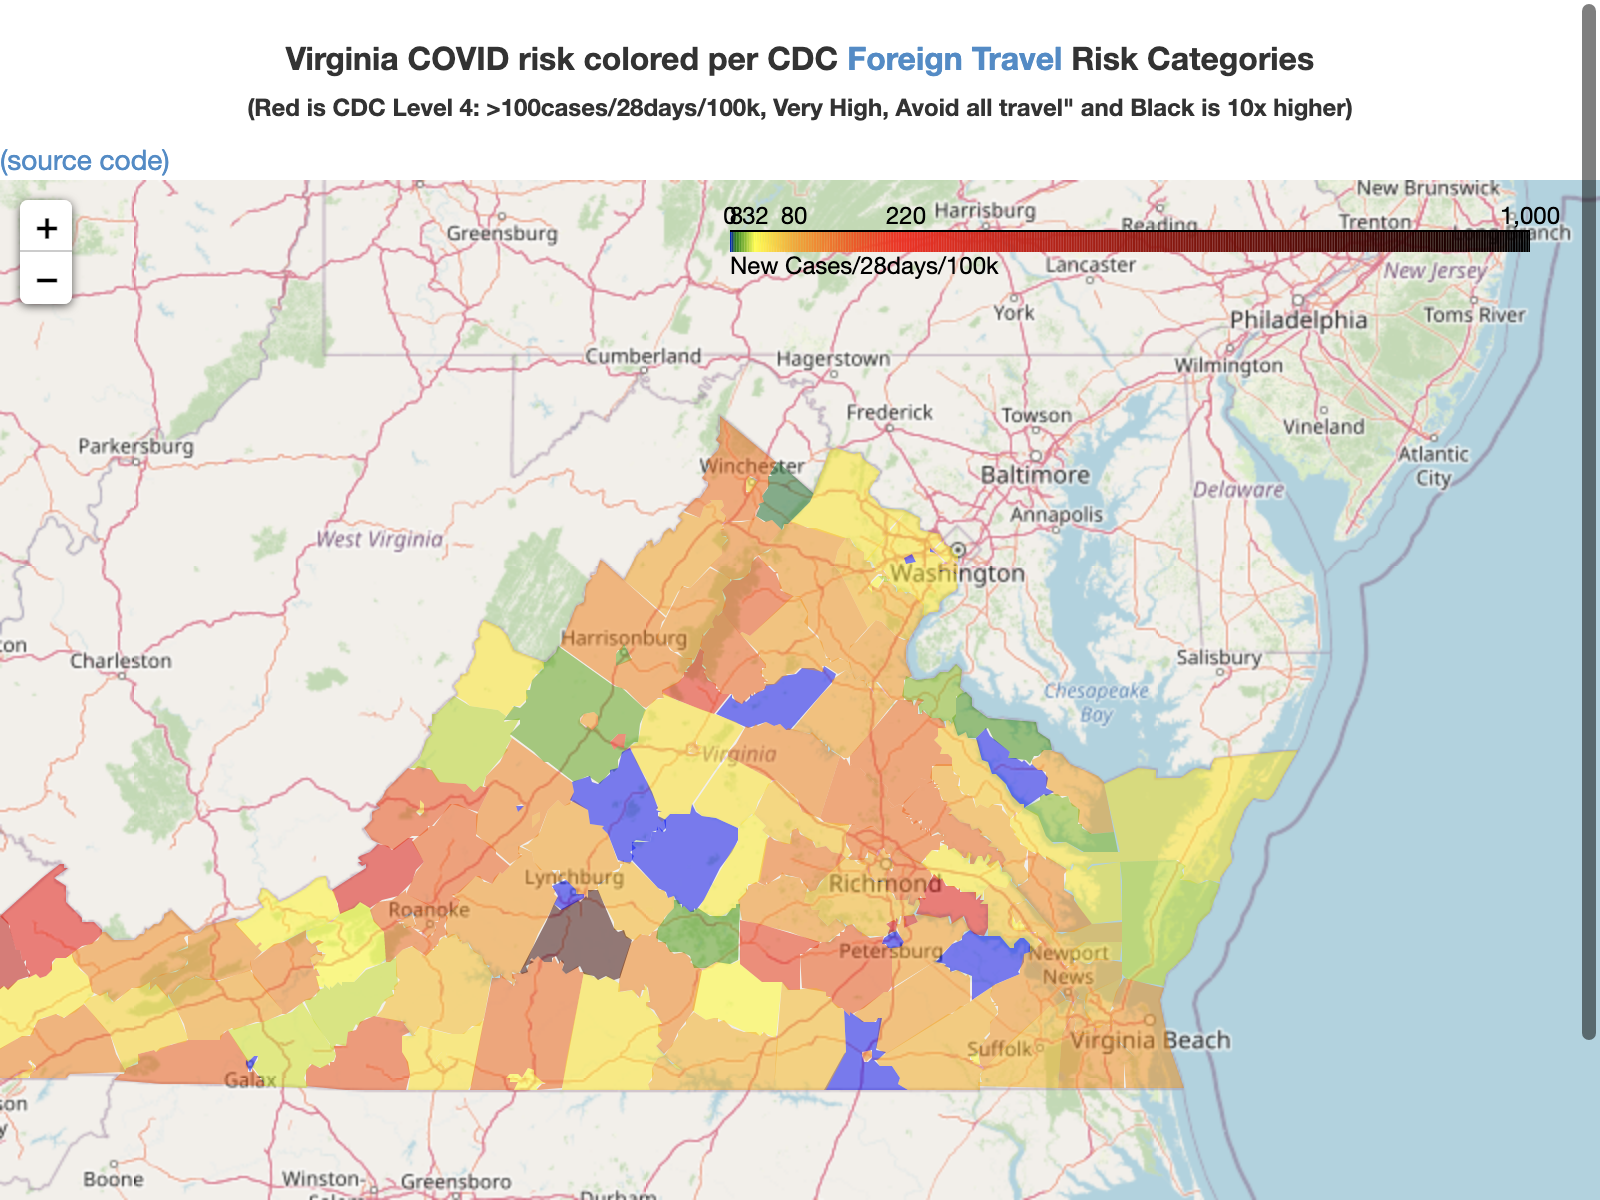 Virginia COVID risk colored per CDC Foreign Travel Risk Categories
(Red is CDC Level 4: >100cases/28days/100k, Very High, Avoid all travel" and Black is 10x higher)
(source code)
+
−
0 8 32 80 220 1,000
New Cases/28days/100k
New Brunswick
Harrisburg
Reading
Trenton
Greensburg
Lancaster
New Jersey
York
Philadelphia
Toms River
Cumberland
Hagerstown
Wilmington
Frederick
Towson
Vineland
Parkersburg
Winchester
Baltimore
Atlantic
City
Delaware
Annapolis
West Virginia
Washington
Harrisonburg
Charleston
Salisbury
Chesapeake
Bay
Virginia
Lynchburg
Richmond
Roanoke
Petersburg
Newport
News
Virginia Beach
Suffolk
Galax
son
y
Boone
Winston-
Salem
Greensboro
Durham